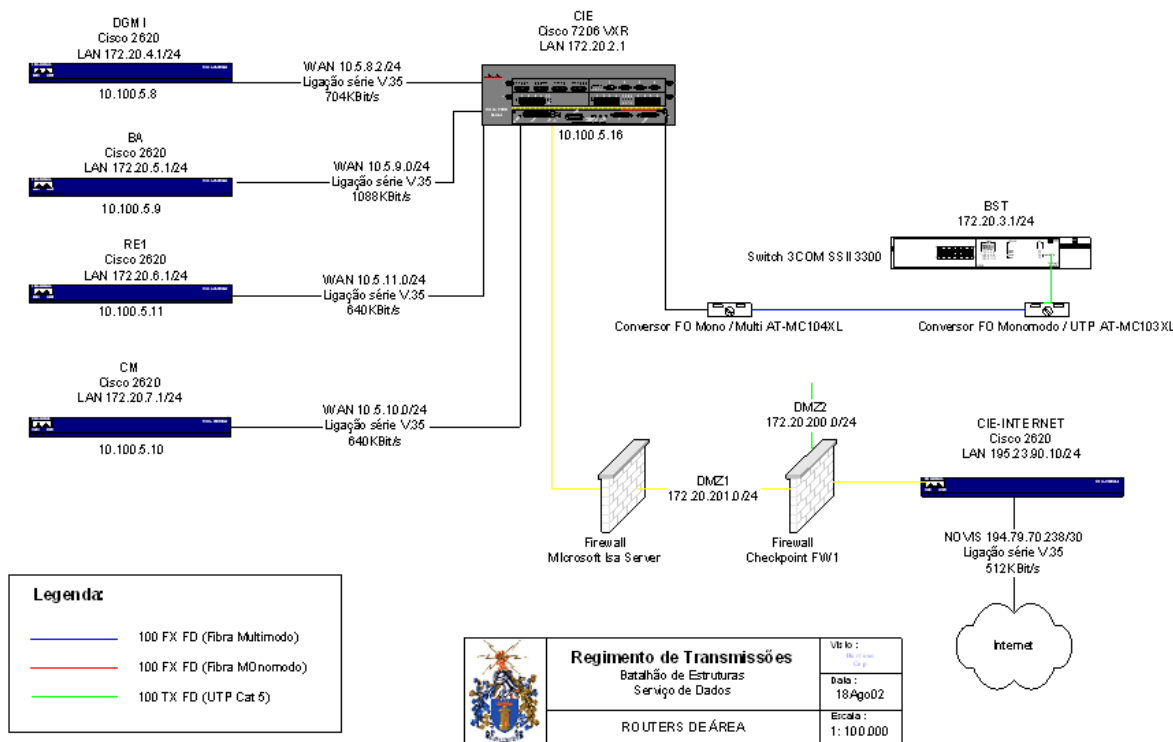 DGMI
Cisco 2620
LAN 172.20.4.1/24
10.100.5.8
WAN 10.5.8.2/24
Ligação série V.35
704KBit/s
CIE
Cisco 7206 VXR
LAN 172.20.2.1
10.100.5.16
BA
Cisco 2620
LAN 172.20.5.1/24
10.100.5.9
WAN 10.5.9.0/24
Ligação série V.35
1088KBit/s
RE1
Cisco 2620
LAN 172.20.6.1/24
10.100.5.11
WAN 10.5.11.0/24
Ligação série V.35
640KBit/s
CM
Cisco 2620
LAN 172.20.7.1/24
10.100.5.10
WAN 10.5.10.0/24
Ligação série V.35
640KBit/s
BST
172.20.3.1/24
Switch 3COM SSII 3300
Conversor FO Mono / Multi AT-MC104XL
Conversor FO Monomodo / UTP AT-MC103XL
DMZ2
172.20.200.0/24
DMZ1
172.20.201.0/24
Firewall
Microsoft Isa Server
Firewall
Checkpoint FW1
CIE-INTERNET
Cisco 2620
LAN 195.23.90.10/24
NOVIS 194.79.70.238/30
Ligação série V.35
512KBit/s
Internet
Legenda:
100 FX FD (Fibra Multimodo)
100 FX FD (Fibra MOnomodo)
100 TX FD (UTP Cat 5)
Regimento de Transmissões
Batalhão de Estruturas
Serviço de Dados
ROUTERS DE ÁREA
Visto :
Data :
18Ago02
Escala :
1: 100.000